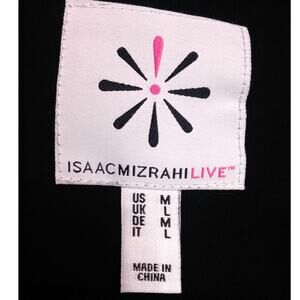 ISAACMIZRAHILIVE™
US M
UK L
DE M
IT L
MADE IN
CHINA